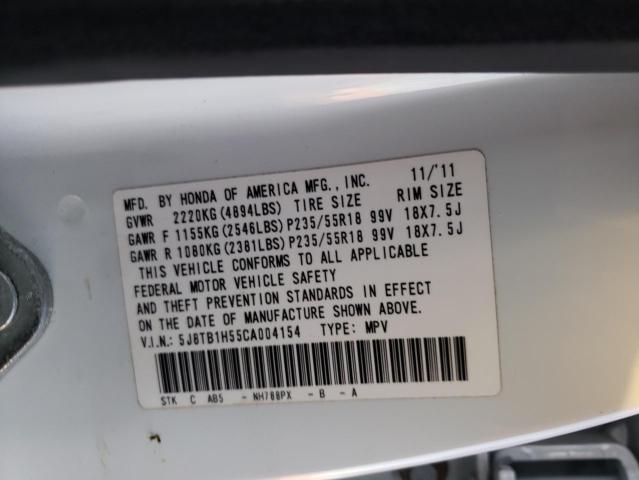 MFD. BY HONDA OF AMERICA MFG., INC. 11/'11
GVWR 2220KG(4894LBS) TIRE SIZE RIM SIZE
GAWR F 1155KG(2546LBS)P235/55R18 99V 18X7.5J
GAWR R 1080KG(2381LBS)P235/55R18 99V 18X7.5J
THIS VEHICLE CONFORMS TO ALL APPLICABLE
FEDERAL MOTOR VEHICLE SAFETY
AND THEFT PREVENTION STANDARDS IN EFFECT
ON THE DATE OF MANUFACTURE SHOWN ABOVE.
V.I.N.: 5J8TB1H55CA004154 TYPE: MPV
STK C AB5 - NH788PX - B - A